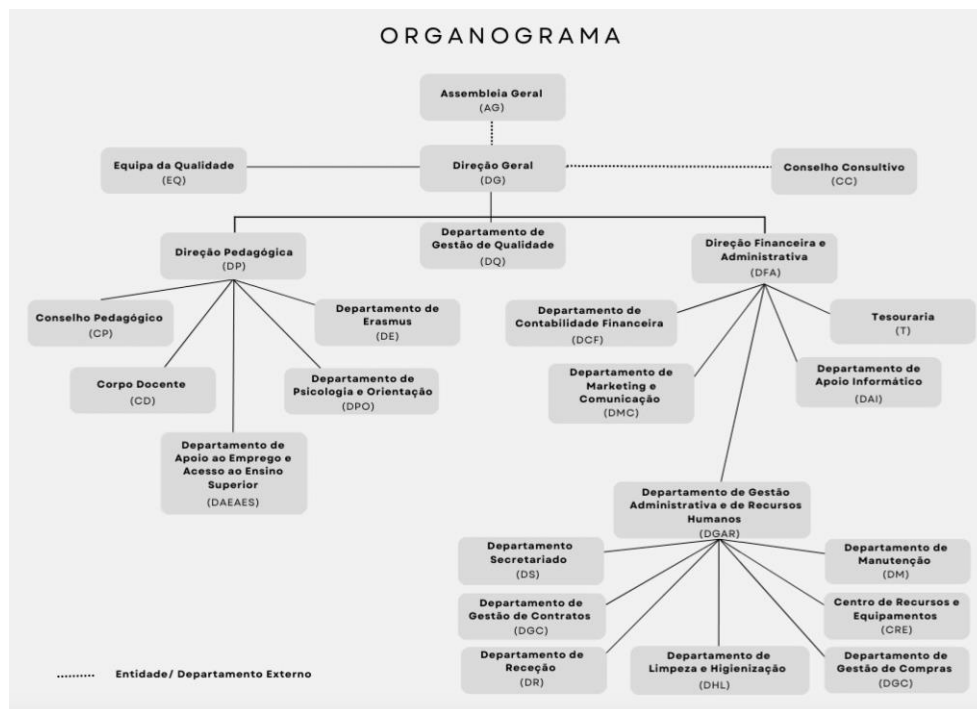 ORGANOGRAMA
Assembleia Geral
(AG)
Equipa da Qualidade
(EQ)
Direção Geral
(DG)
Conselho Consultivo
(CC)
Direção Pedagógica
(DP)
Departamento de
Gestão de Qualidade
(DQ)
Direção Financeira e
Administrativa
(DFA)
Conselho Pedagógico
(CP)
Departamento de
Erasmus
(DE)
Departamento de
Contabilidade Financeira
(DCF)
Tesouraria
(T)
Corpo Docente
(CD)
Departamento de
Psicologia e Orientação
(DPO)
Departamento de
Marketing e
Comunicação
(DMC)
Departamento de
Apoio Informático
(DAI)
Departamento de
Apoio ao Emprego e
Acesso ao Ensino
Superior
(DAEAES)
Departamento de Gestão
Administrativa e de Recursos
Humanos
(DGAR)
Departamento
Secretariado
(DS)
Departamento de
Manutenção
(DM)
Departamento de
Gestão de Contratos
(DGC)
Centro de Recursos e
Equipamentos
(CRE)
Departamento de
Receção
(DR)
Departamento de
Limpeza e Higienização
(DHL)
Departamento de
Gestão de Compras
(DGC)
Entidade/ Departamento Externo